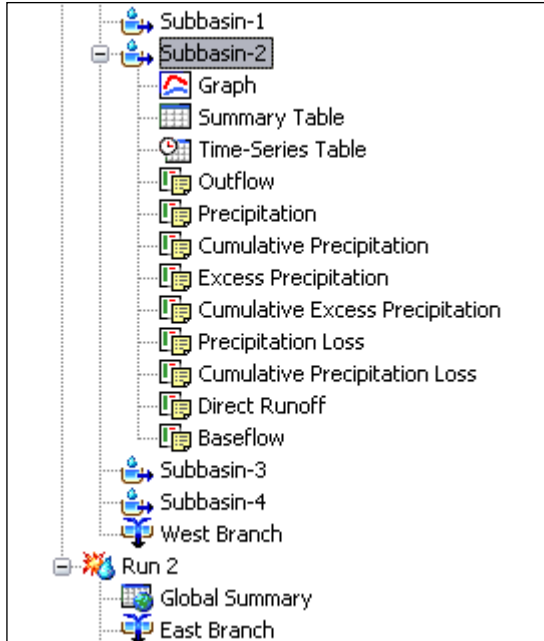 Subbasin-1
Subbasin-2
Graph
Summary Table
Time-Series Table
Outflow
Precipitation
Cumulative Precipitation
Excess Precipitation
Cumulative Excess Precipitation
Precipitation Loss
Cumulative Precipitation Loss
Direct Runoff
Baseflow
Subbasin-3
Subbasin-4
West Branch
Run 2
Global Summary
East Branch